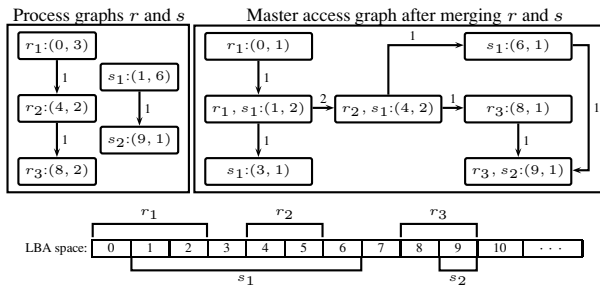 Process graphs r and s
Master access graph after merging r and s
r1:(0, 3)
s1:(1, 6)
r2:(4, 2)
s2:(9, 1)
r3:(8, 2)
1
1
1
r1:(0, 1)
1
s1:(6, 1)
1
r1, s1:(1, 2)
2
r2, s1:(4, 2)
1
r3:(8, 1)
1
1
1
s1:(3, 1)
r3, s2:(9, 1)
r1
r2
r3
LBA space: 0 1 2 3 4 5 6 7 8 9 10 · · ·
s1
s2